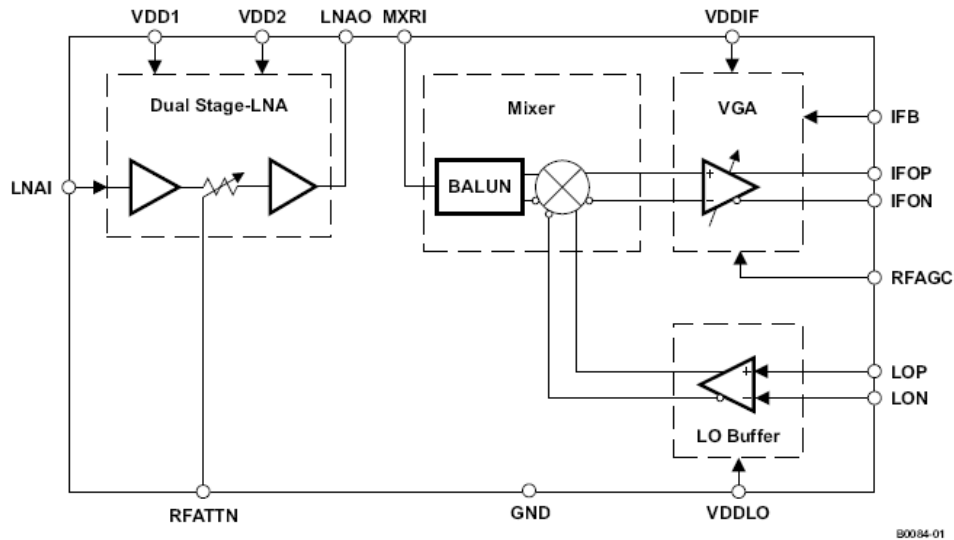 VDD1 VDD2 LNAO MXRI VDDIF
Dual Stage-LNA
Mixer
VGA
IFB
LNAI
BALUN
+
IFOP
−
IFON
RFAGC
+
LOP
−
LON
LO Buffer
RFATTN
GND
VDDLO
B0084-01